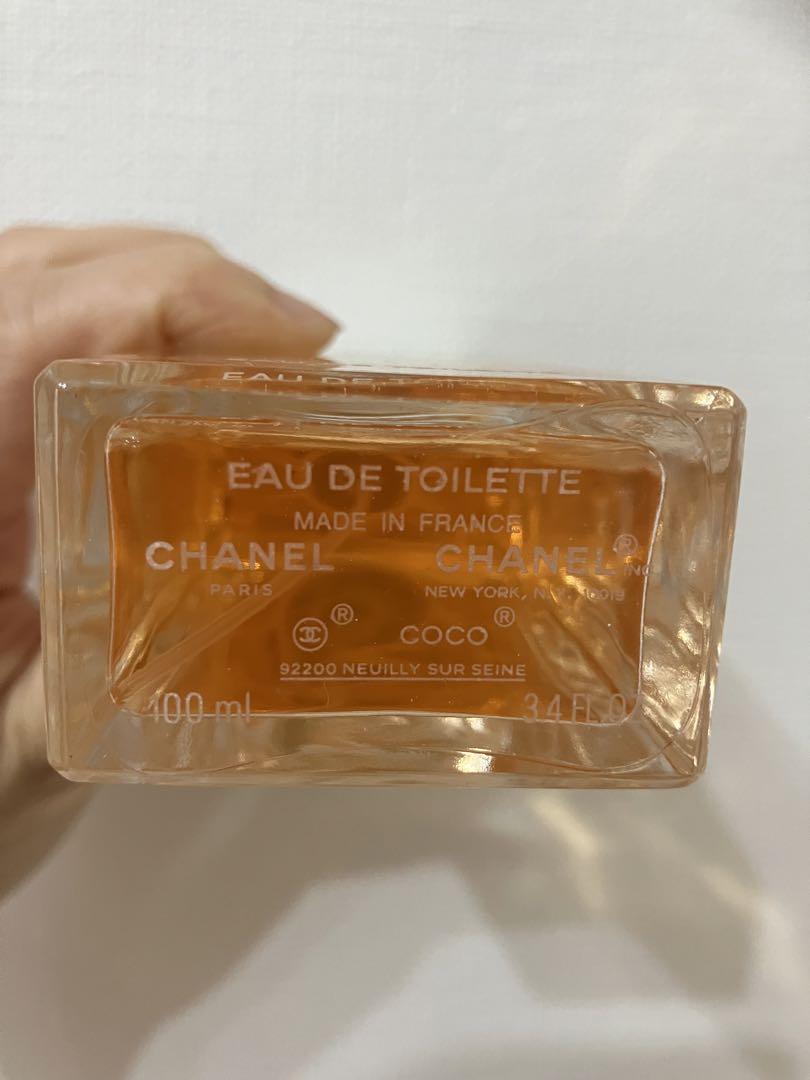 EAU DE TOILETTE
MADE IN FRANCE
CHANEL CHANEL® INC
PARIS NEW YORK, N.Y.
® COCO®
92200 NEUILLY SUR SEINE
100 ml 3.4 FL.